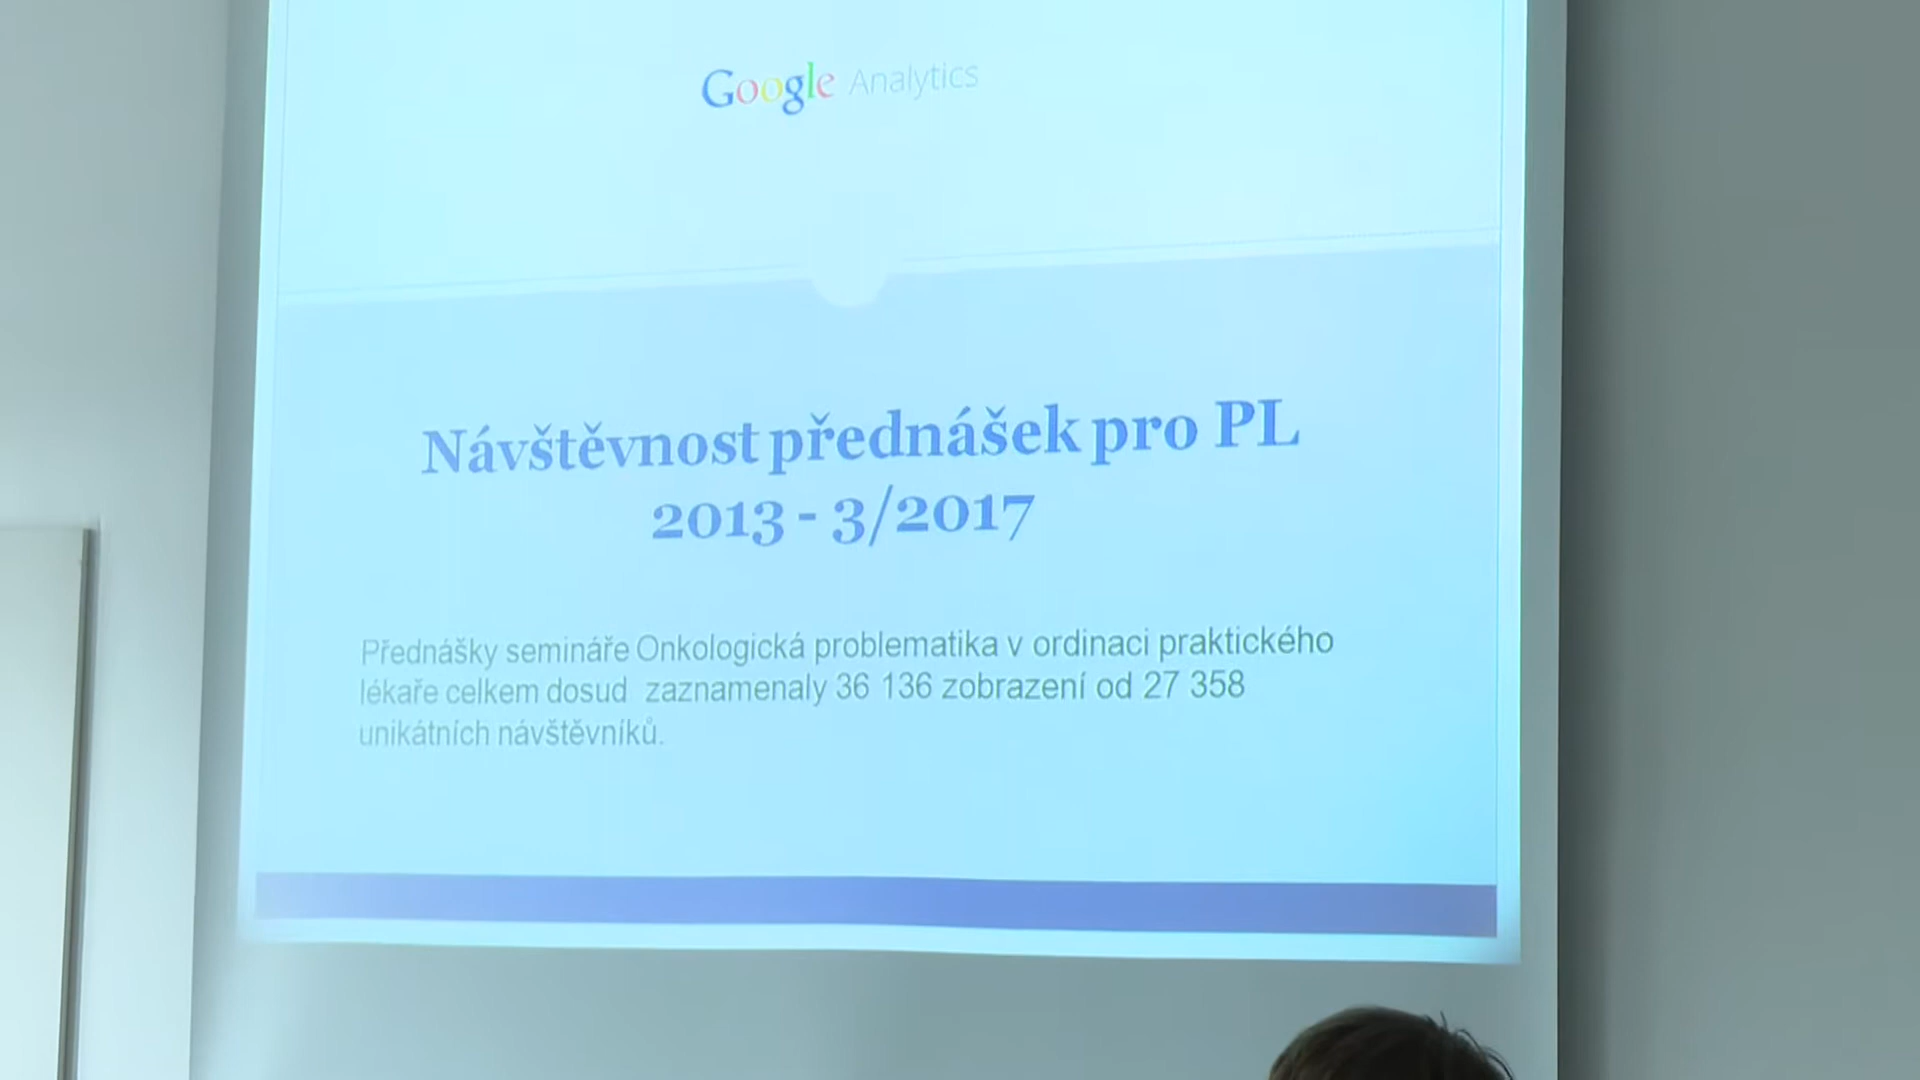 Google Analytics
Návštěvnost přednášek pro PL
2013 - 3/2017
Přednášky semináře Onkologická problematika v ordinaci praktického
lékaře celkem dosud zaznamenaly 36 136 zobrazení od 27 358
unikátních návštěvníků.